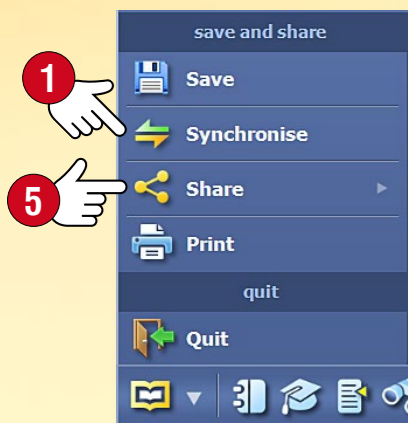 save and share
1
Save
Synchronise
5
Share
Print
quit
Quit